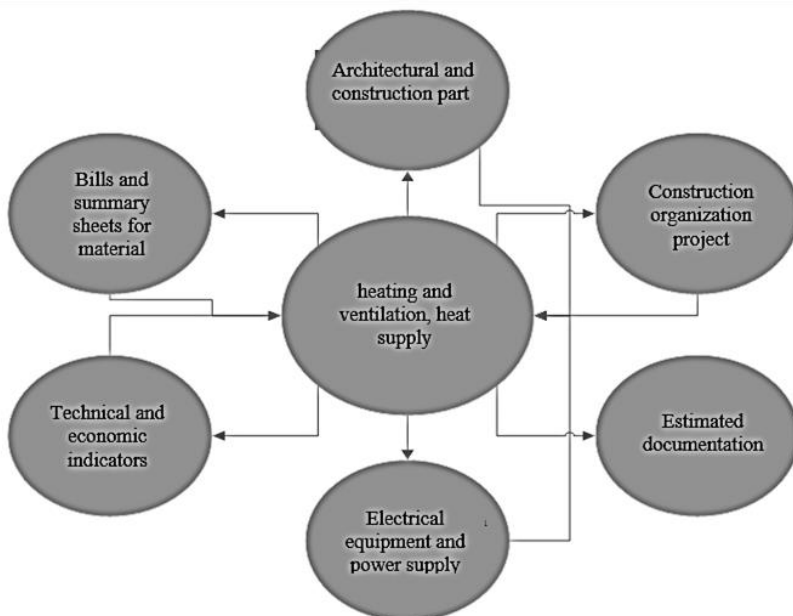 Architectural and
construction part
Bills and
summary
sheets for
material
Construction
organization
project
heating and
ventilation, heat
supply
Technical and
economic
indicators
Estimated
documentation
Electrical
equipment and
power supply